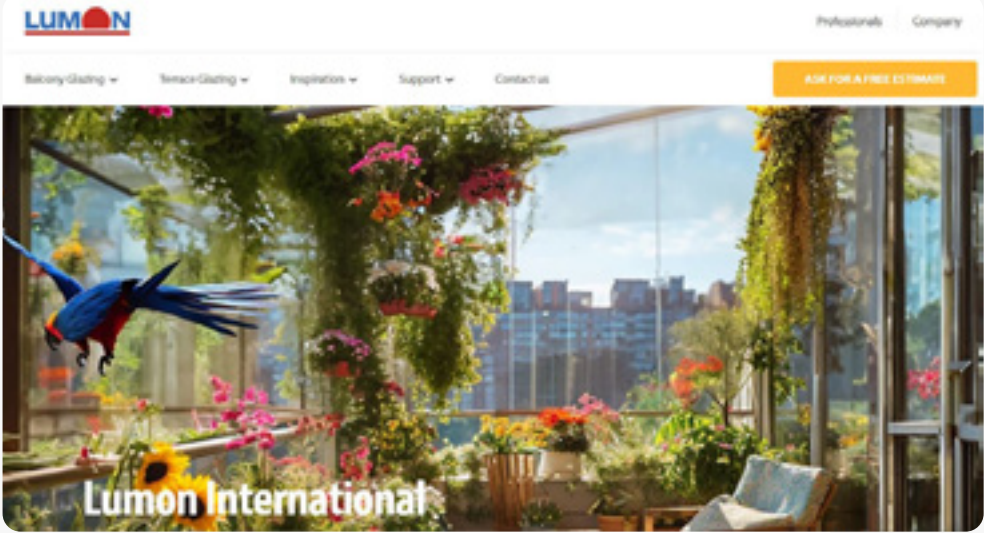 LUMON
Professionals Company
Balcony Glazing Terrace Glazing Inspiration Support Contact us
ASK FOR A FREE ESTIMATE
Lumon International